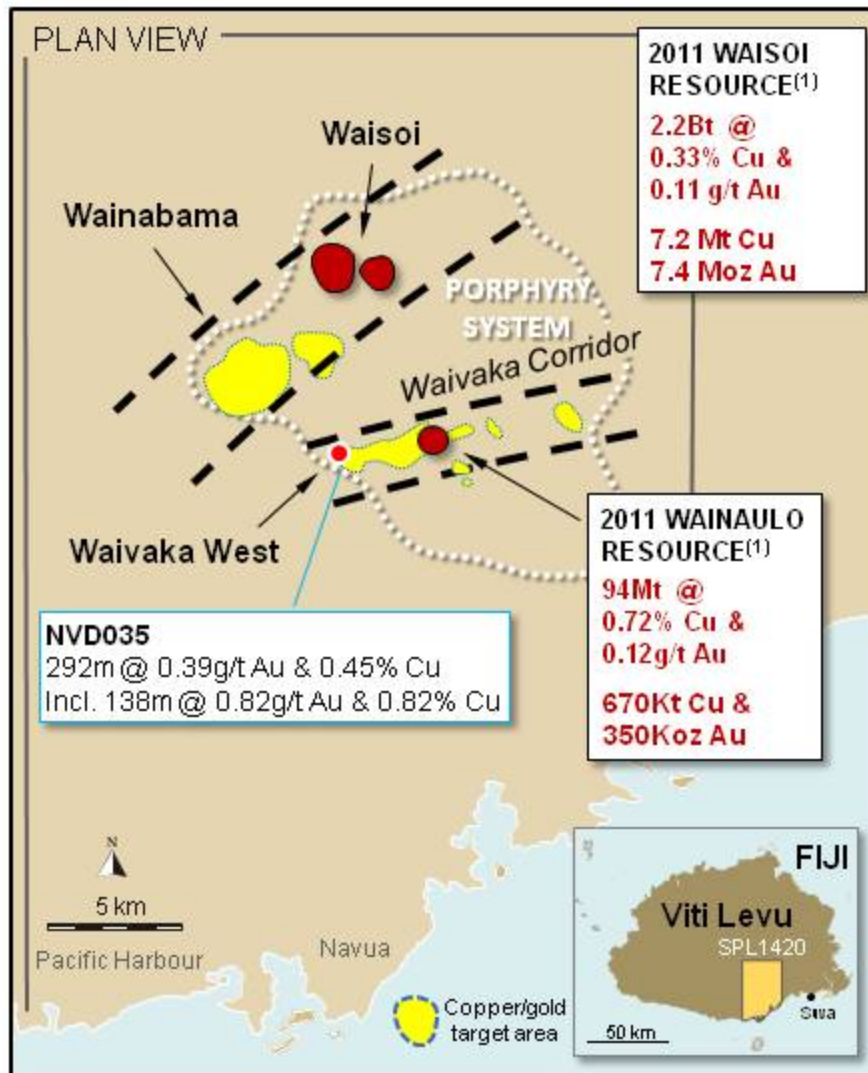 PLAN VIEW
2011 WAISOI
RESOURCE(1)
2.2Bt @
0.33% Cu &
0.11 g/t Au
7.2 Mt Cu
7.4 Moz Au
Waisoi
Wainabama
PORPHYRY
SYSTEM
Waivaka Corridor
Waivaka West
2011 WAINAULO
RESOURCE(1)
94Mt @
0.72% Cu &
0.12g/t Au
670Kt Cu &
350Koz Au
NVD035
292m @ 0.39g/t Au & 0.45% Cu
Incl. 138m @ 0.82g/t Au & 0.82% Cu
N
5 km
Pacific Harbour
Navua
Copper/gold
target area
FIJI
Viti Levu
SPL1420
Suva
50 km